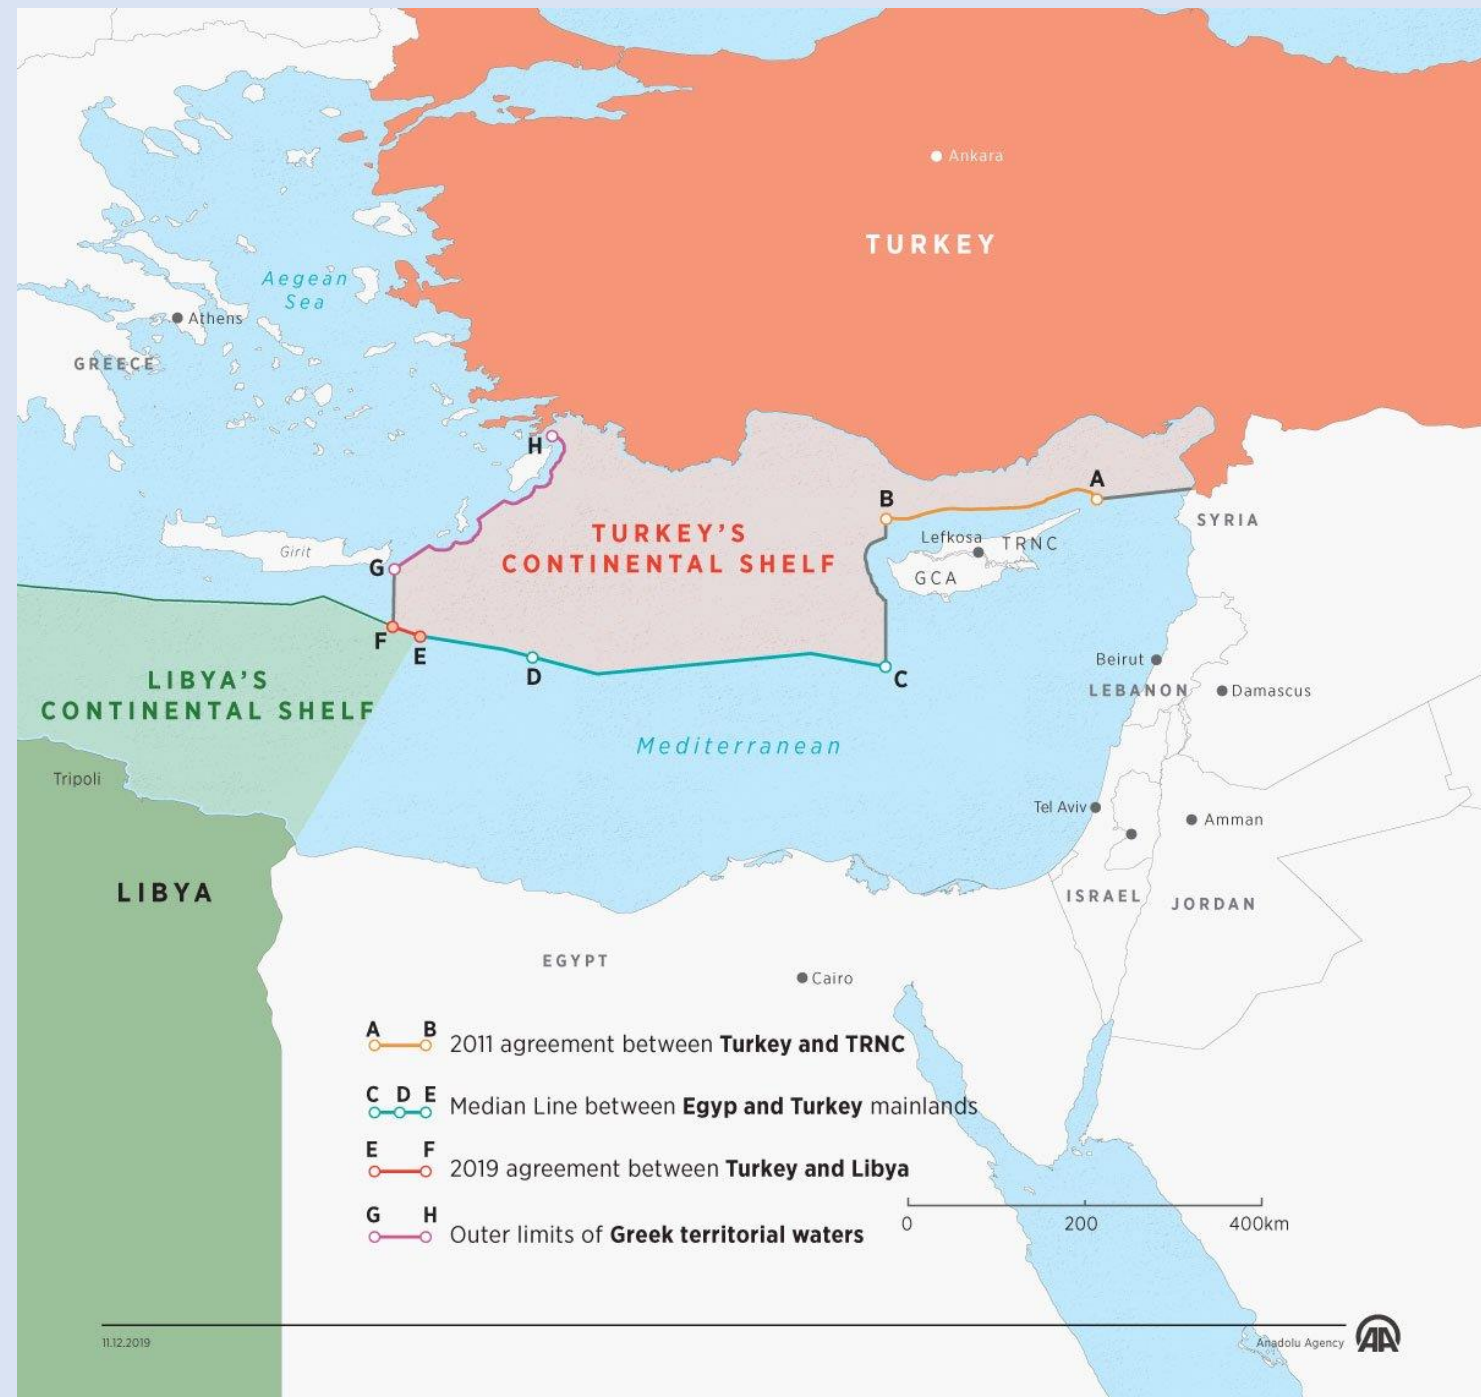 Ankara
TURKEY
Aegean
Sea
Athens
GREECE
H
A
B
SYRIA
TURKEY'S
CONTINENTAL SHELF
Lefkosa
TRNC
Girit
GCA
G
F
E
D
C
Beirut
LEBANON
Damascus
LIBYA'S
CONTINENTAL SHELF
Mediterranean
Tripoli
Tel Aviv
Amman
LIBYA
ISRAEL
JORDAN
EGYPT
Cairo
A B
2011 agreement between Turkey and TRNC
C D E
Median Line between Egyp and Turkey mainlands
E F
2019 agreement between Turkey and Libya
G H
Outer limits of Greek territorial waters
0 200 400km
11.12.2019
Anadolu Agency AA